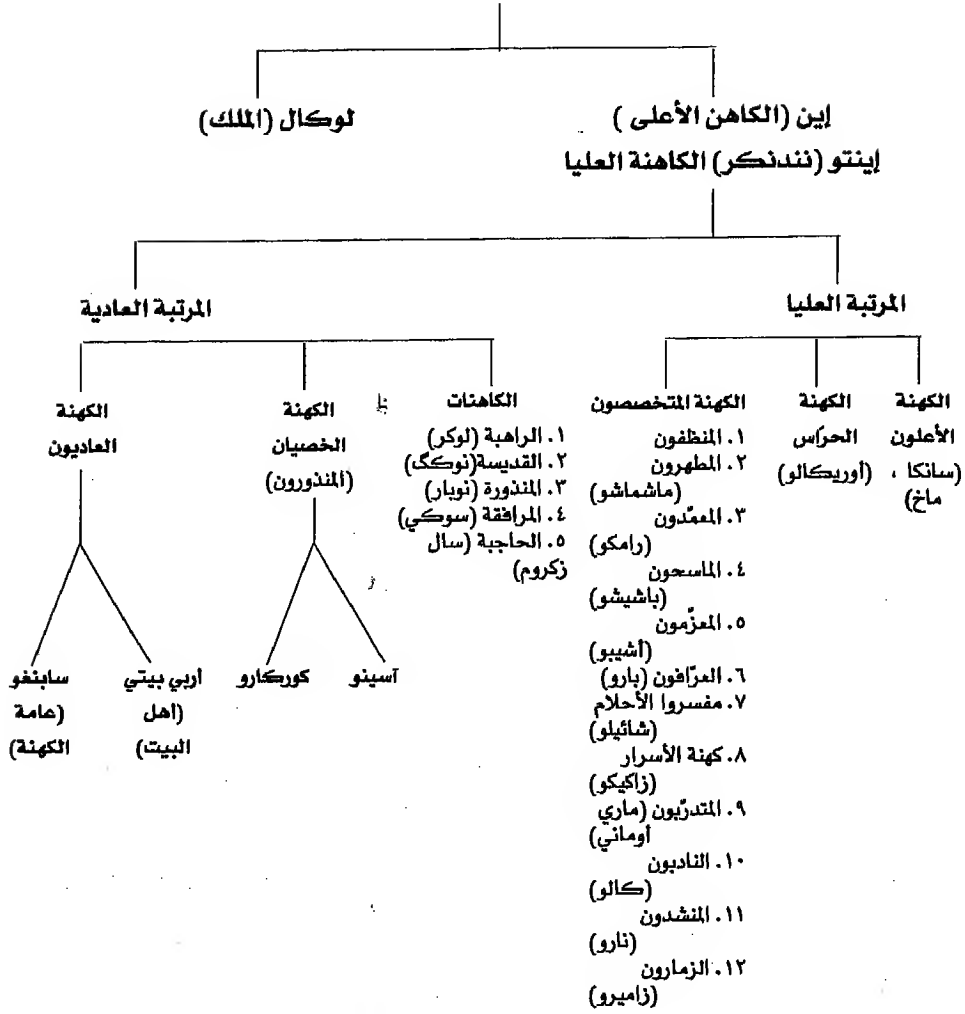 إين (الكاهن الأعلى )
إينتو (نندنكر) الكاهنة العليا
لوكال (الملك)
المرتبة العليا
المرتبة العادية
الكهنة
الأعلون
(سانكا ،
ماخ)
الكهنة
الحرّاس
(أوريكالو)
الكهنة المتخصصون
١. المنظفون
٢. المطهرون
(ماشماشو)
٣. المعمّدون
(رامكو)
٤. الماسحون
(باشيشو)
٥. المعزّمون
(أشيبو)
٦. العرّافون (بارو)
٧. مفسروا الأحلام
(شائيلو)
٨. كهنة الأسرار
(زاكيكو)
٩. المتدرّبون (ماري
أوماني)
١٠. النادبون
(كالو)
١١. المنشدون
(نارو)
١٢. الزمارون
(زاميرو)
الكاهنات
١. الراهبة (لوكر)
٢. القديسة(نوكگ)
٣. المنذورة (نوبار)
٤. المرافقة (سوكي)
٥. الحاجبة (سال
زكروم)
الكهنة
الخصيان
(المنذورون)
آسينو
كوركارو
الكهنة
العاديون
أربي بيتي
(أهل
البيت)
سابنغو
(عامة
الكهنة)